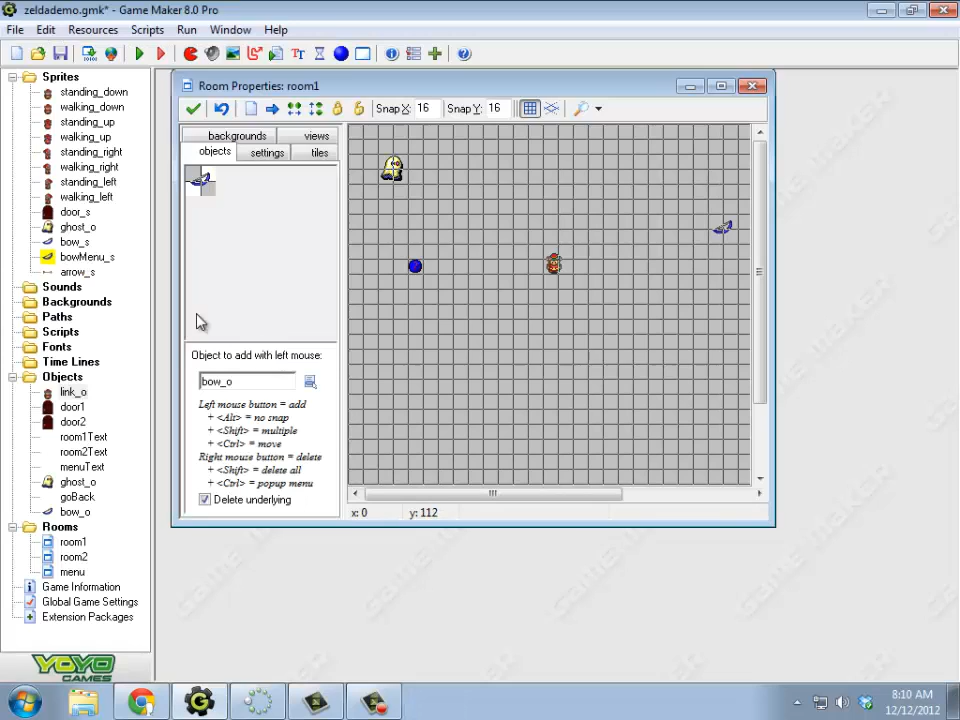 zeldademo.gmk* - Game Maker 8.0 Pro
File Edit Resources Scripts Run Window Help
Sprites
standing_down
walking_down
standing_up
walking_up
standing_right
walking_right
standing_left
walking_left
door_s
ghost_o
bow_s
bowMenu_s
arrow_s
Sounds
Backgrounds
Paths
Scripts
Fonts
Time Lines
Objects
link_o
door1
door2
room1Text
room2Text
menuText
ghost_o
goBack
bow_o
Rooms
room1
room2
menu
Game Information
Global Game Settings
Extension Packages
YOYO
GAMES
Room Properties: room1
Snap X: 16 Snap Y: 16
backgrounds views
objects settings tiles
Object to add with left mouse:
bow_o
Left mouse button = add
+ <Alt> = no snap
+ <Shift> = multiple
+ <Ctrl> = move
Right mouse button = delete
+ <Shift> = delete all
+ <Ctrl> = popup menu
Delete underlying
x: 0 y: 112
8:10 AM
12/12/2012